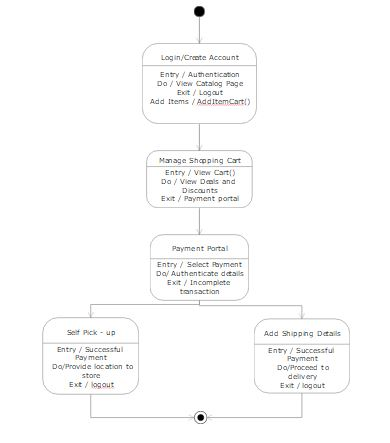 Login/Create Account
Entry / Authentication
Do / View Catalog Page
Exit / Logout
Add Items / AddItemCart()
Manage Shopping Cart
Entry / View Cart()
Do / View Deals and
Discounts
Exit / Payment portal
Payment Portal
Entry / Select Payment
Do/ Authenticate details
Exit / Incomplete
transaction
Self Pick - up
Entry / Successful
Payment
Do/Provide location to
store
Exit / logout
Add Shipping Details
Entry / Successful
Payment
Do/Proceed to
delivery
Exit / logout